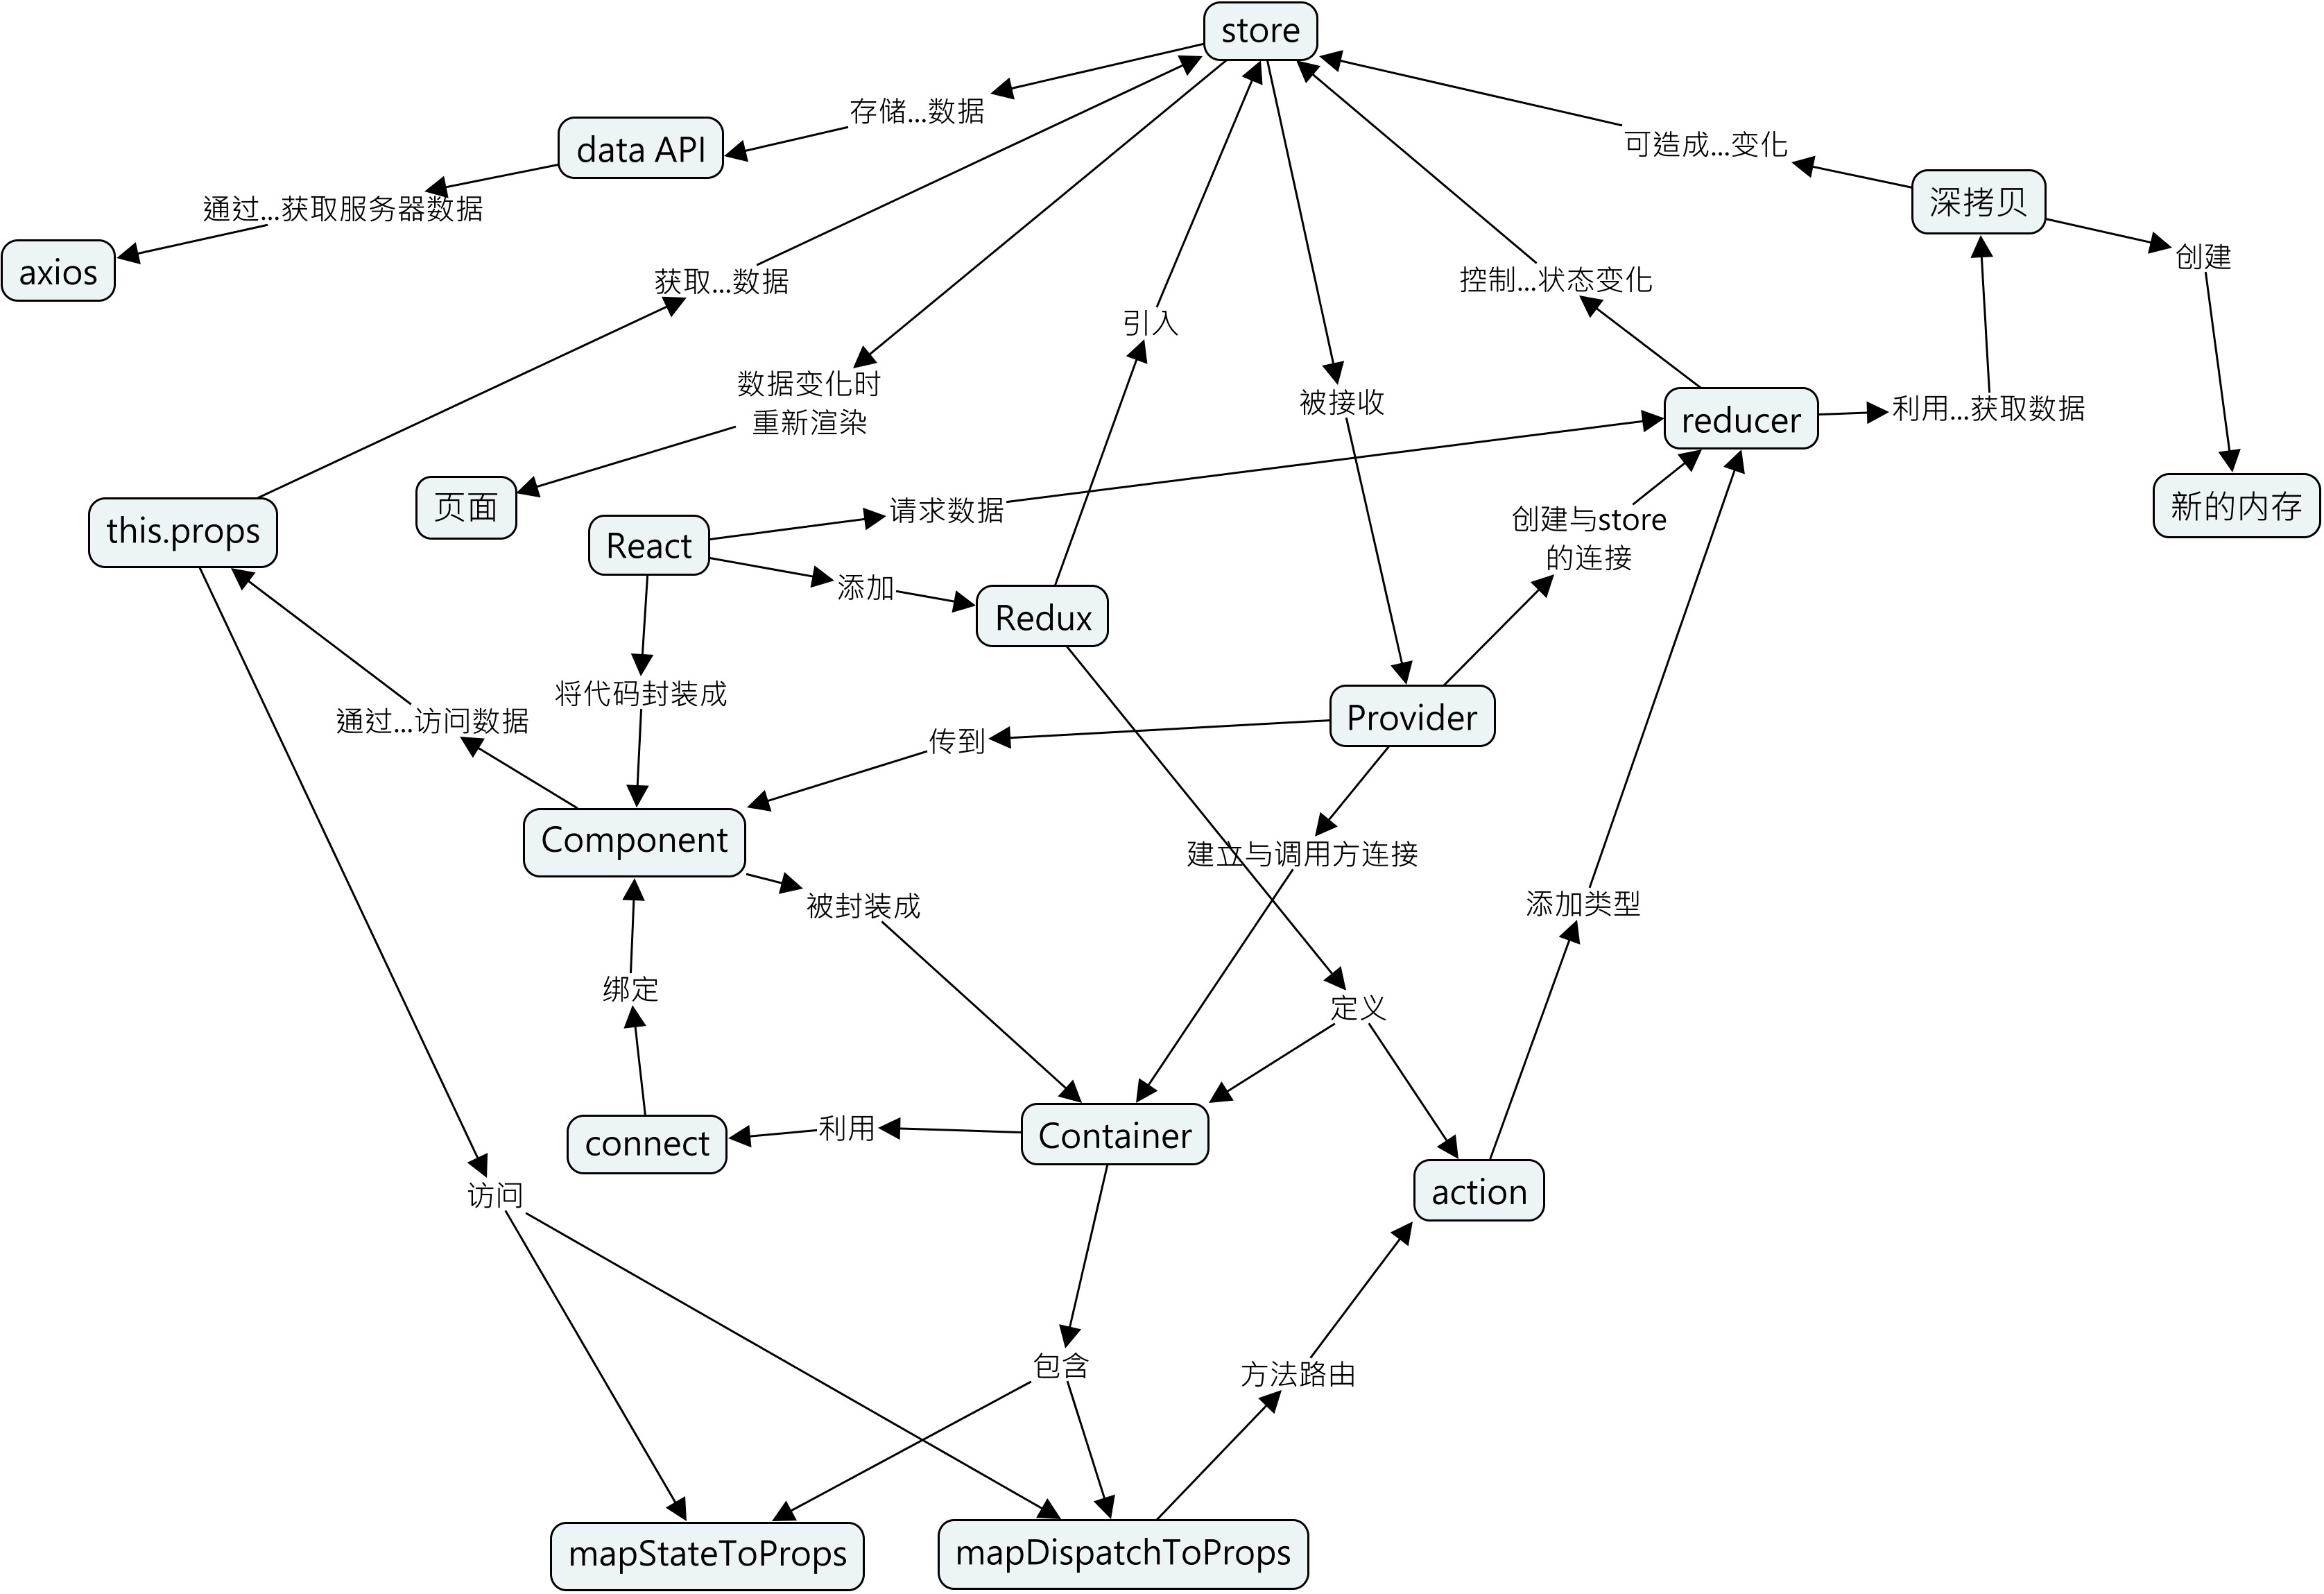 store
存储...数据
data API
可造成...变化
深拷贝
通过...获取服务器数据
创建
axios
获取...数据
控制...状态变化
引入
数据变化时
重新渲染
被接收
reducer
利用...获取数据
页面
this.props
请求数据
创建与store
的连接
新的内存
React
添加
Redux
将代码封装成
通过...访问数据
Provider
传到
Component
建立与调用方连接
被封装成
添加类型
绑定
定义
connect
利用
Container
action
访问
包含
方法路由
mapStateToProps
mapDispatchToProps